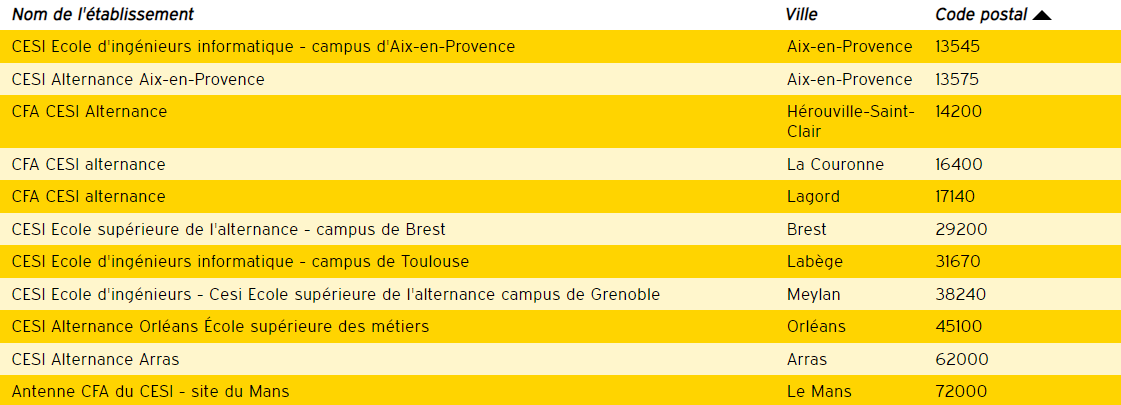 Nom de l'établissement Ville Code postal
CESI Ecole d'ingénieurs informatique - campus d'Aix-en-Provence Aix-en-Provence 13545
CESI Alternance Aix-en-Provence Aix-en-Provence 13575
CFA CESI Alternance Hérouville-Saint- 14200
Clair
CFA CESI alternance La Couronne 16400
CFA CESI alternance Lagord 17140
CESI Ecole supérieure de l'alternance - campus de Brest Brest 29200
CESI Ecole d'ingénieurs informatique - campus de Toulouse Labège 31670
CESI Ecole d'ingénieurs - Cesi Ecole supérieure de l'alternance campus de Grenoble Meylan 38240
CESI Alternance Orléans École supérieure des métiers Orléans 45100
CESI Alternance Arras Arras 62000
Antenne CFA du CESI - site du Mans Le Mans 72000